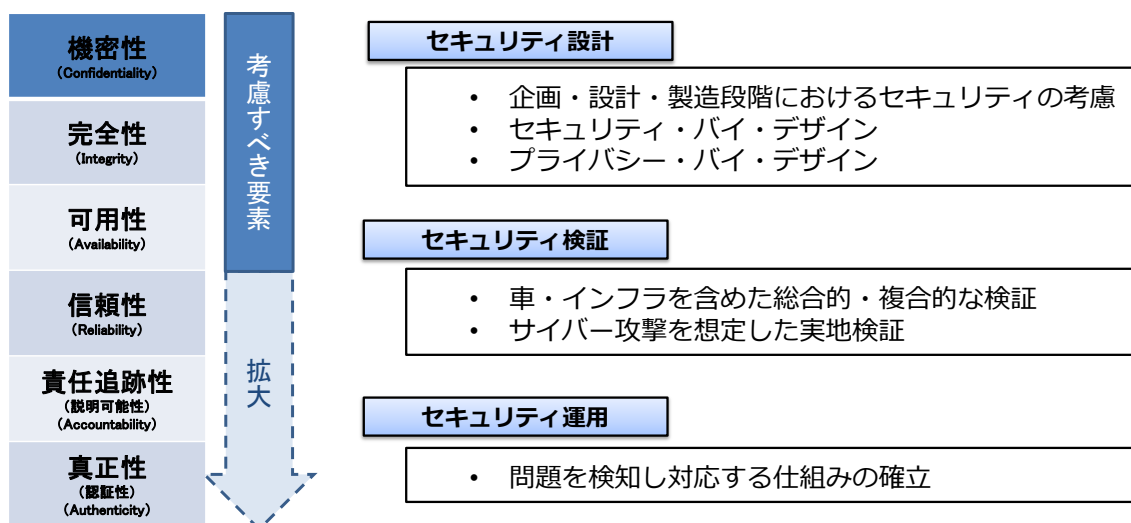 機密性
(Confidentiality)
完全性
(Integrity)
可用性
(Availability)
信頼性
(Reliability)
責任追跡性
(説明可能性)
(Accountability)
真正性
(認証性)
(Authenticity)
考慮すべき要素
拡大
セキュリティ設計
• 企画・設計・製造段階におけるセキュリティの考慮
• セキュリティ・バイ・デザイン
• プライバシー・バイ・デザイン
セキュリティ検証
• 車・インフラを含めた総合的・複合的な検証
• サイバー攻撃を想定した実地検証
セキュリティ運用
• 問題を検知し対応する仕組みの確立